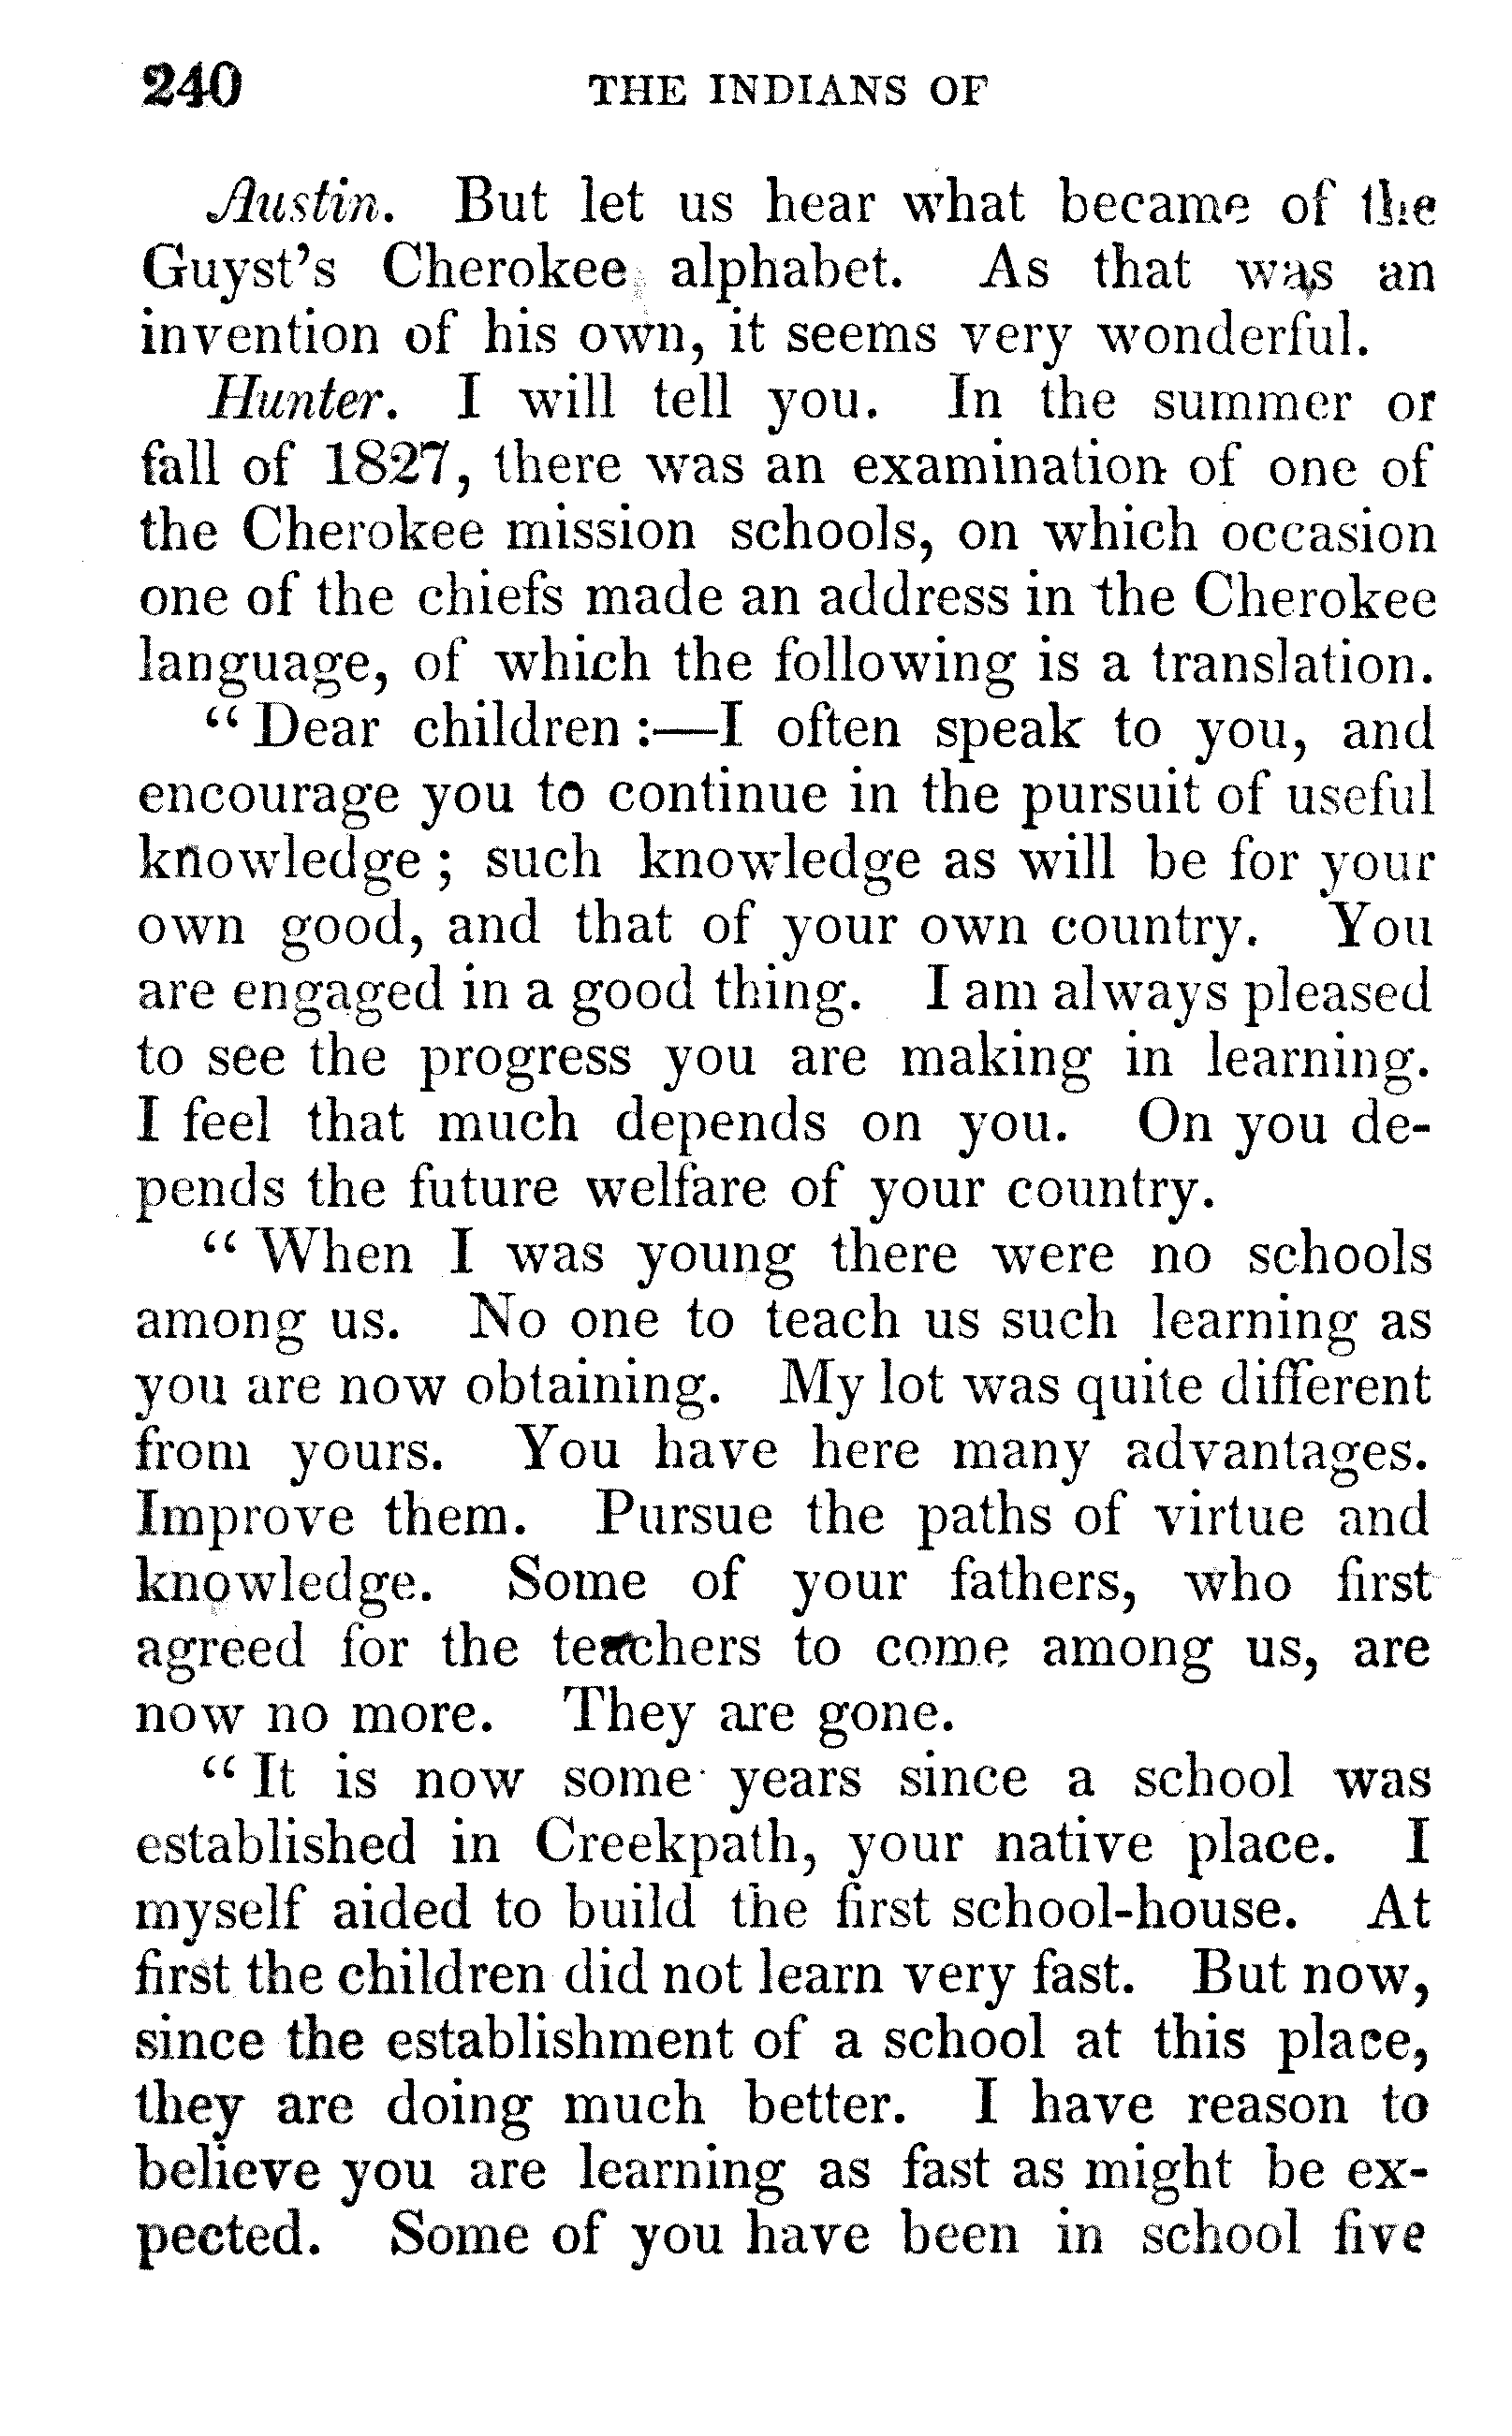 240 THE INDIANS OF
Austin. But let us hear what became of the
Guyst's Cherokee alphabet. As that was an
invention of his own, it seems very wonderful.
Hunter. I will tell you. In the summer or
fall of 1827, there was an examination of one of
the Cherokee mission schools, on which occasion
one of the chiefs made an address in the Cherokee
language, of which the following is a translation.
“Dear children:—I often speak to you, and
encourage you to continue in the pursuit of useful
knowledge; such knowledge as will be for your
own good, and that of your own country. You
are engaged in a good thing. I am always pleased
to see the progress you are making in learning.
I feel that much depends on you. On you de-
pends the future welfare of your country.
“When I was young there were no schools
among us. No one to teach us such learning as
you are now obtaining. My lot was quite different
from yours. You have here many advantages.
Improve them. Pursue the paths of virtue and
knowledge. Some of your fathers, who first
agreed for the teachers to come among us, are
now no more. They are gone.
“It is now some years since a school was
established in Creekpath, your native place. I
myself aided to build the first school-house. At
first the children did not learn very fast. But now,
since the establishment of a school at this place,
they are doing much better. I have reason to
believe you are learning as fast as might be ex-
pected. Some of you have been in school five